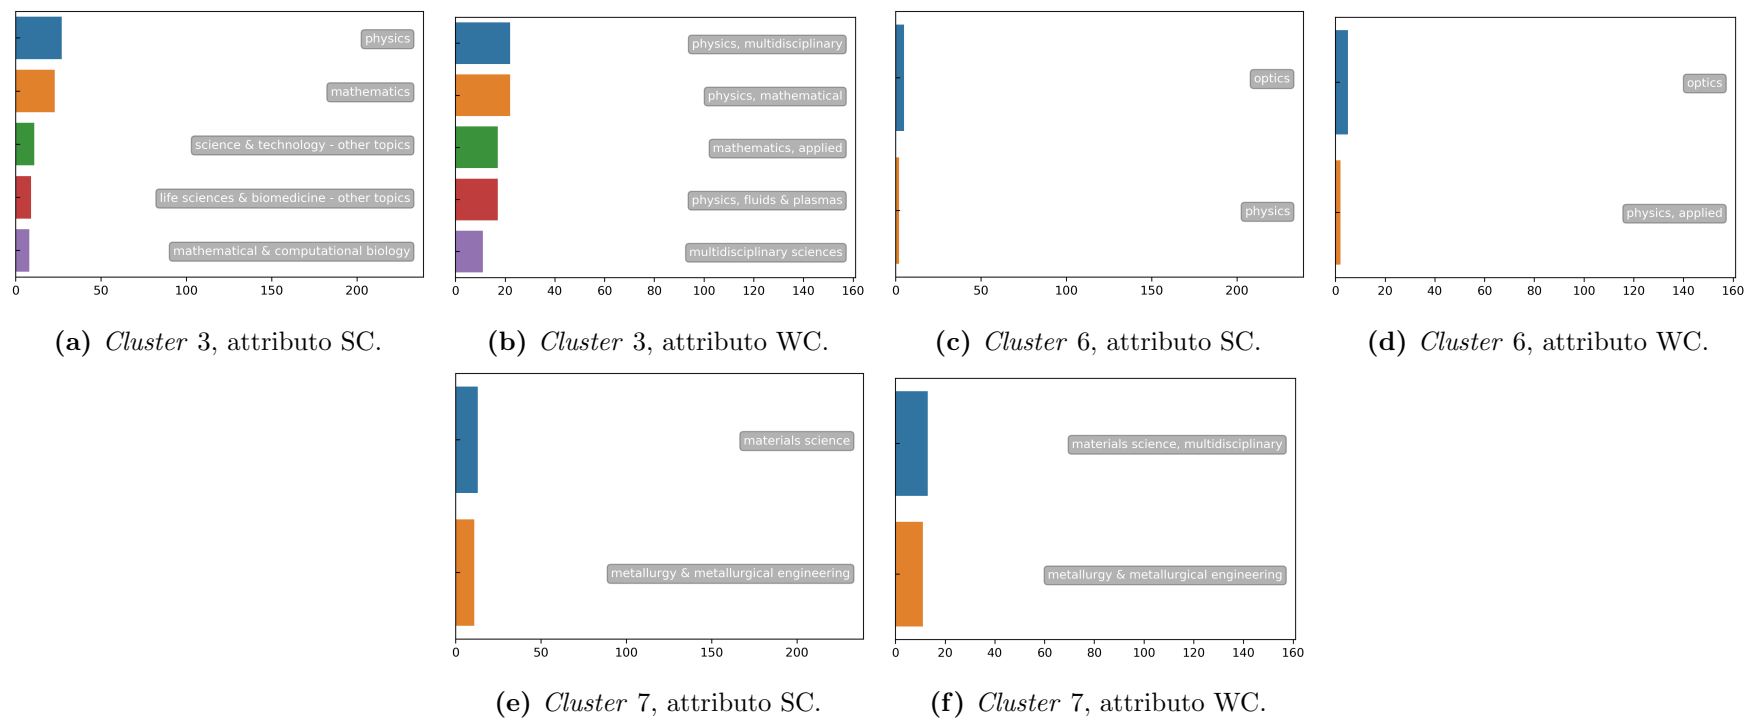 physics
mathematics
science & technology - other topics
life sciences & biomedicine - other topics
mathematical & computational biology
0 50 100 150 200
(a) Cluster 3, attributo SC.
physics, multidisciplinary
physics, mathematical
mathematics, applied
physics, fluids & plasmas
multidisciplinary sciences
0 20 40 60 80 100 120 140 160
(b) Cluster 3, attributo WC.
optics
physics
0 50 100 150 200
(c) Cluster 6, attributo SC.
optics
physics, applied
0 20 40 60 80 100 120 140 160
(d) Cluster 6, attributo WC.
materials science
metallurgy & metallurgical engineering
0 50 100 150 200
(e) Cluster 7, attributo SC.
materials science, multidisciplinary
metallurgy & metallurgical engineering
0 20 40 60 80 100 120 140 160
(f) Cluster 7, attributo WC.